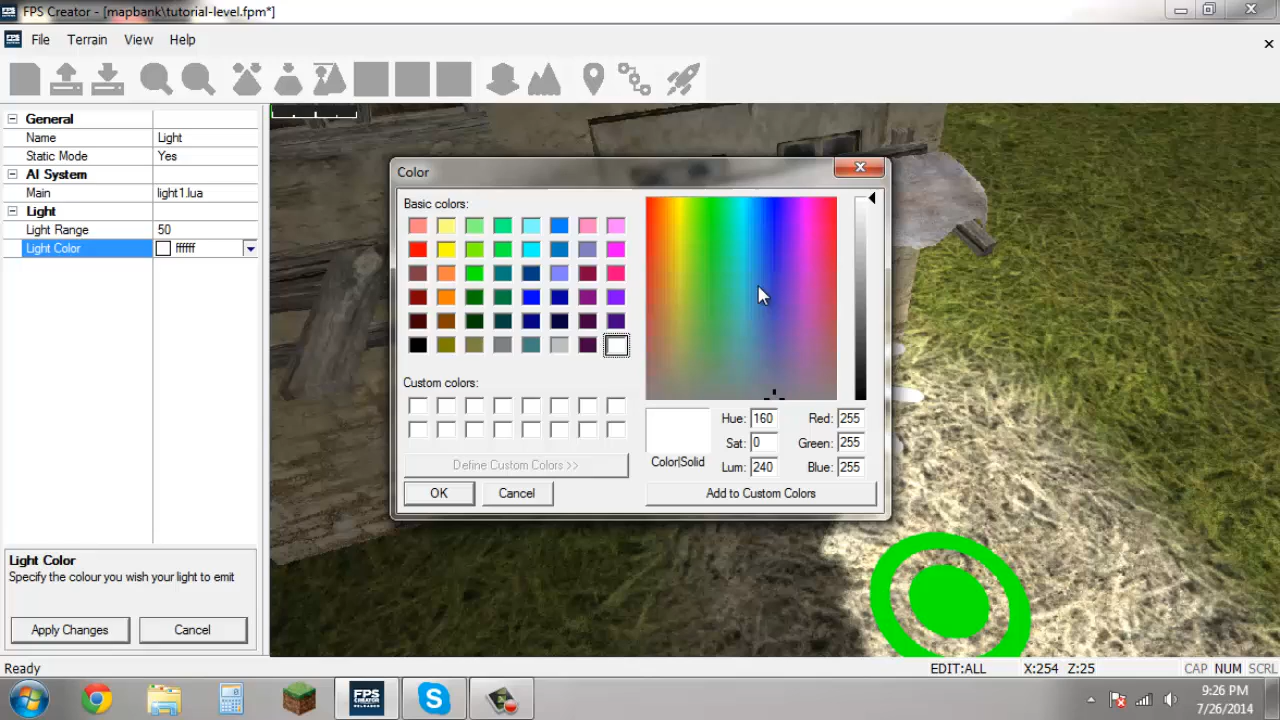 FPS Creator - [mapbank\tutorial-level.fpm*]
File Terrain View Help
General
Name Light
Static Mode Yes
AI System
Main light1.lua
Light
Light Range 50
Light Color ffffff
Color
Basic colors:
Custom colors:
Define Custom Colors >>
OK Cancel
Hue: 160 Red: 255
Sat: 0 Green: 255
Color|Solid
Lum: 240 Blue: 255
Add to Custom Colors
Light Color
Specify the colour you wish your light to emit
Apply Changes Cancel
Ready EDIT:ALL X:254 Z:25 CAP NUM SCRL
FPS
CREATOR
RELOADED
9:26 PM
7/26/2014